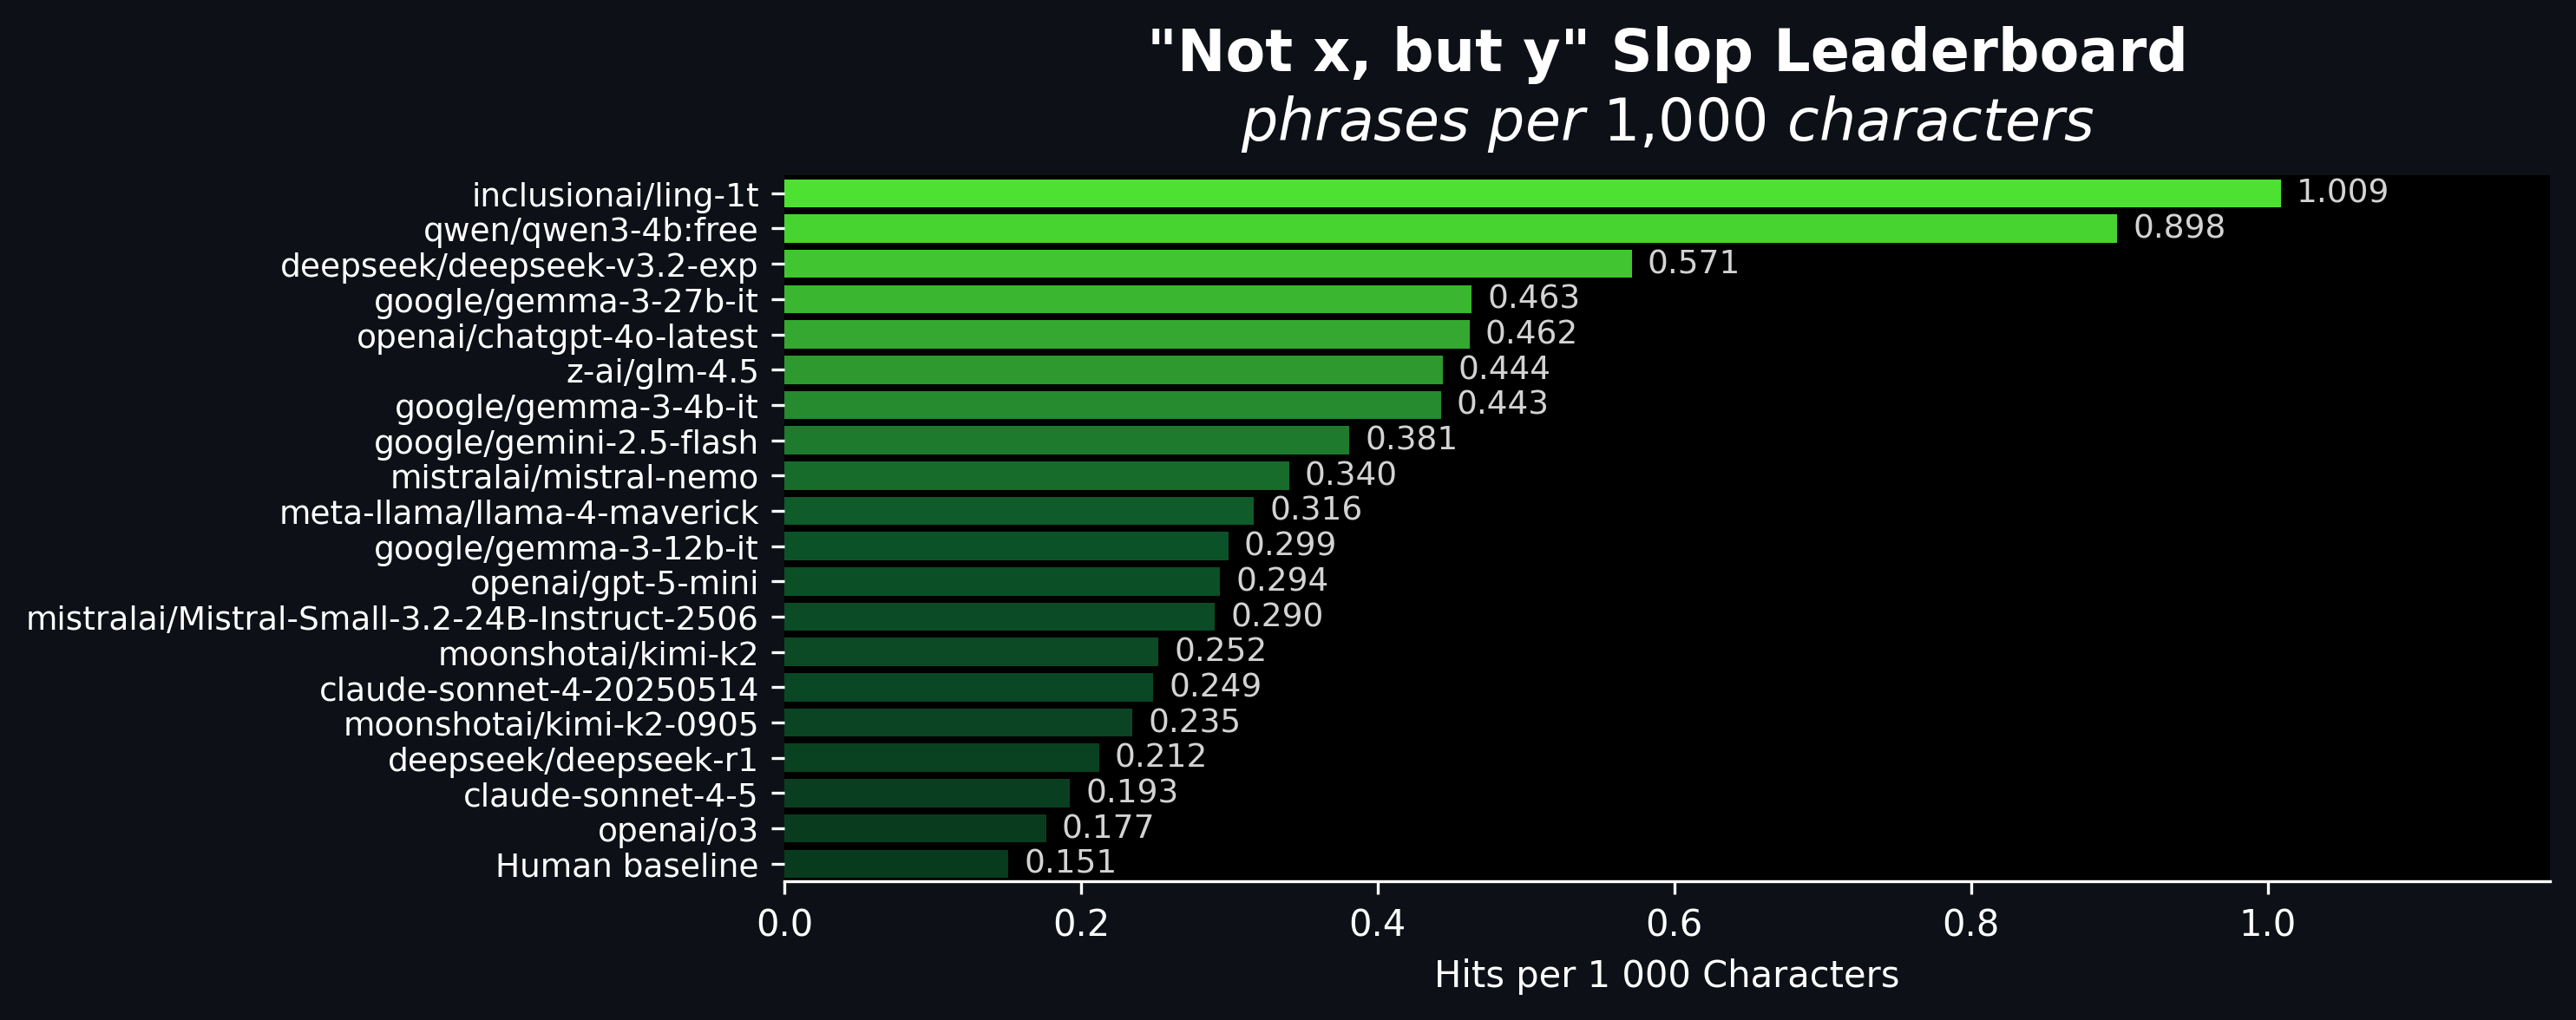 "Not x, but y" Slop Leaderboard
phrases per 1,000 characters
inclusionai/ling-1t 1.009
qwen/qwen3-4b:free 0.898
deepseek/deepseek-v3.2-exp 0.571
google/gemma-3-27b-it 0.463
openai/chatgpt-4o-latest 0.462
z-ai/glm-4.5 0.444
google/gemma-3-4b-it 0.443
google/gemini-2.5-flash 0.381
mistralai/mistral-nemo 0.340
meta-llama/llama-4-maverick 0.316
google/gemma-3-12b-it 0.299
openai/gpt-5-mini 0.294
mistralai/Mistral-Small-3.2-24B-Instruct-2506 0.290
moonshotai/kimi-k2 0.252
claude-sonnet-4-20250514 0.249
moonshotai/kimi-k2-0905 0.235
deepseek/deepseek-r1 0.212
claude-sonnet-4-5 0.193
openai/o3 0.177
Human baseline 0.151
0.0 0.2 0.4 0.6 0.8 1.0
Hits per 1 000 Characters